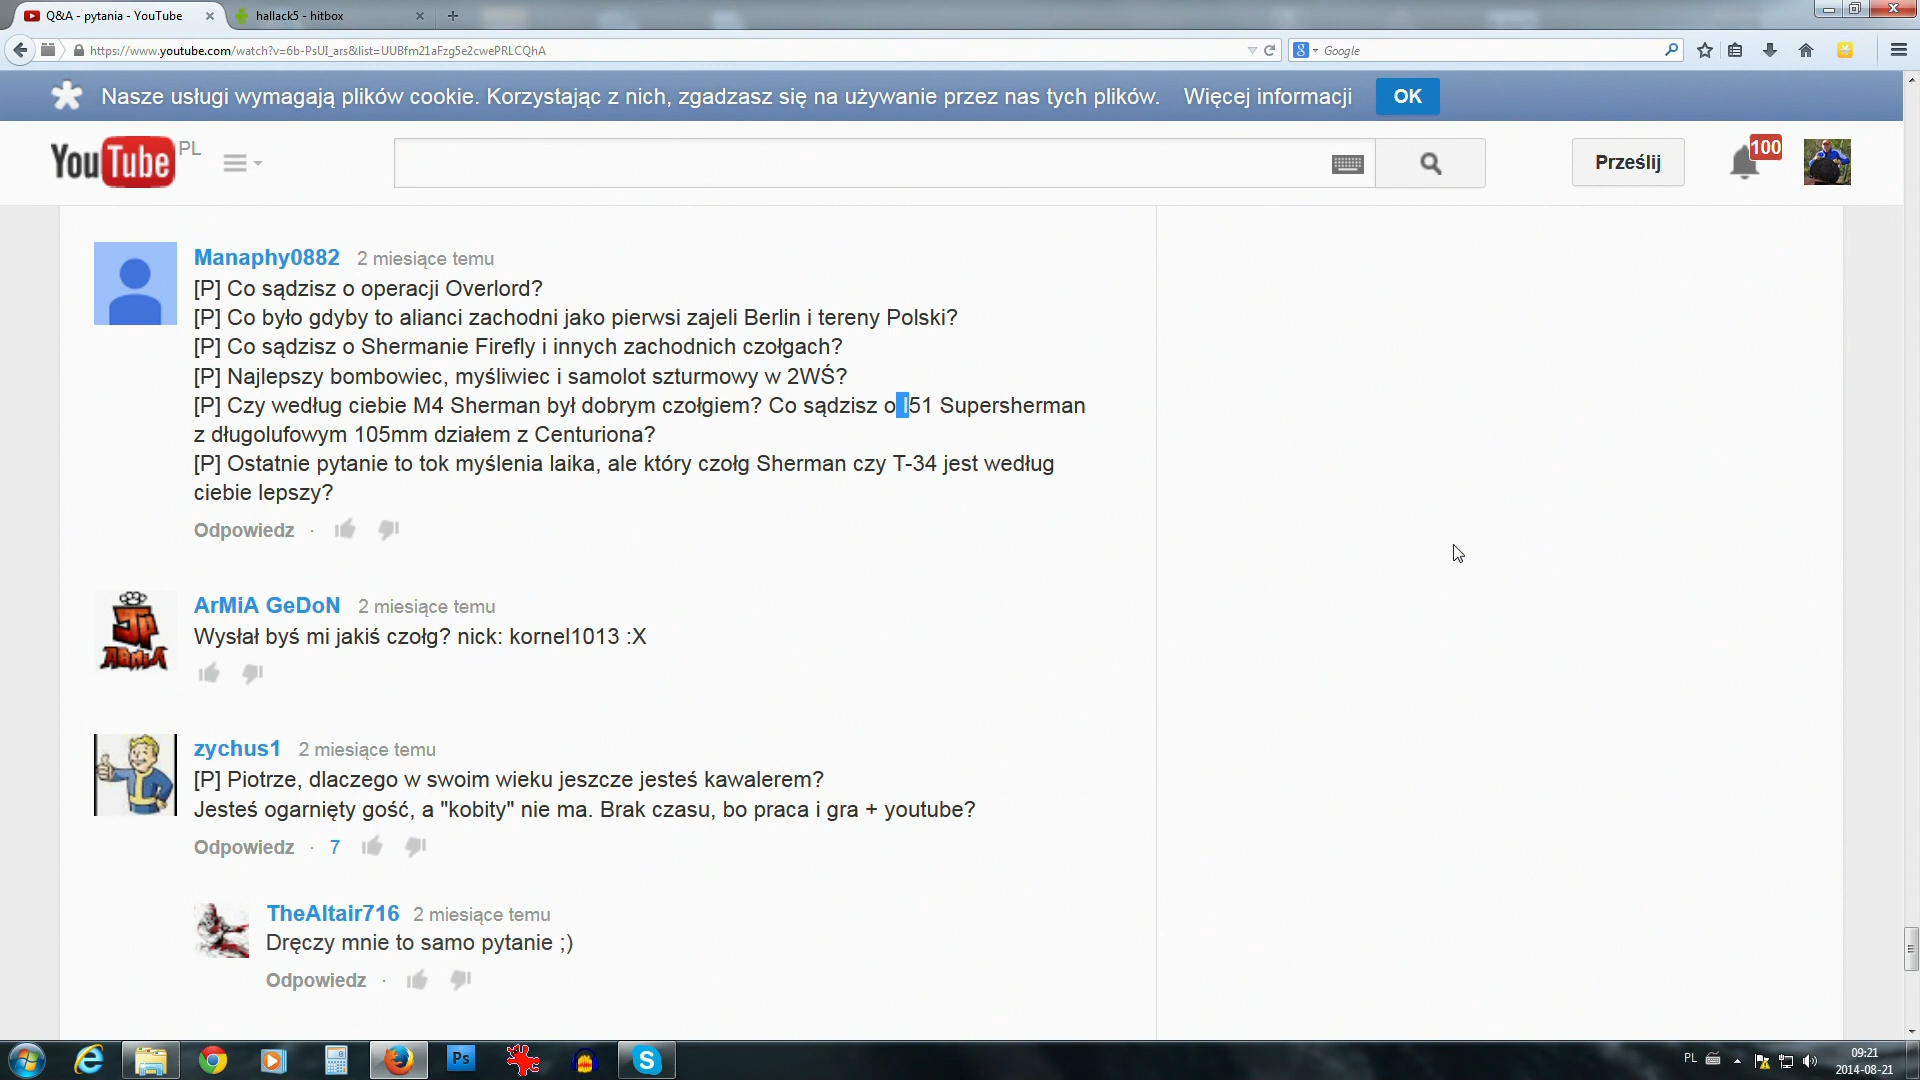 Q&A - pytania - YouTube
hallack5 - hitbox
https://www.youtube.com/watch?v=6b-PsUI_ars&list=UUBfm21aFzg5e2cwePRLCQhA
Google
Nasze usługi wymagają plików cookie. Korzystając z nich, zgadzasz się na używanie przez nas tych plików. Więcej informacji OK
YouTube PL
Prześlij
100
Manaphy0882 2 miesiące temu
[P] Co sądzisz o operacji Overlord?
[P] Co było gdyby to alianci zachodni jako pierwsi zajeli Berlin i tereny Polski?
[P] Co sądzisz o Shermanie Firefly i innych zachodnich czołgach?
[P] Najlepszy bombowiec, myśliwiec i samolot szturmowy w 2WŚ?
[P] Czy według ciebie M4 Sherman był dobrym czołgiem? Co sądzisz o I51 Supersherman
z długolufowym 105mm działem z Centuriona?
[P] Ostatnie pytanie to tok myślenia laika, ale który czołg Sherman czy T-34 jest według
ciebie lepszy?
Odpowiedz ·
ArMiA GeDoN 2 miesiące temu
Wysłał byś mi jakiś czołg? nick: kornel1013 :X
zychus1 2 miesiące temu
[P] Piotrze, dlaczego w swoim wieku jeszcze jesteś kawalerem?
Jesteś ogarnięty gość, a "kobity" nie ma. Brak czasu, bo praca i gra + youtube?
Odpowiedz · 7
TheAltair716 2 miesiące temu
Dręczy mnie to samo pytanie ;)
Odpowiedz ·
Ps
PL
09:21
2014-08-21